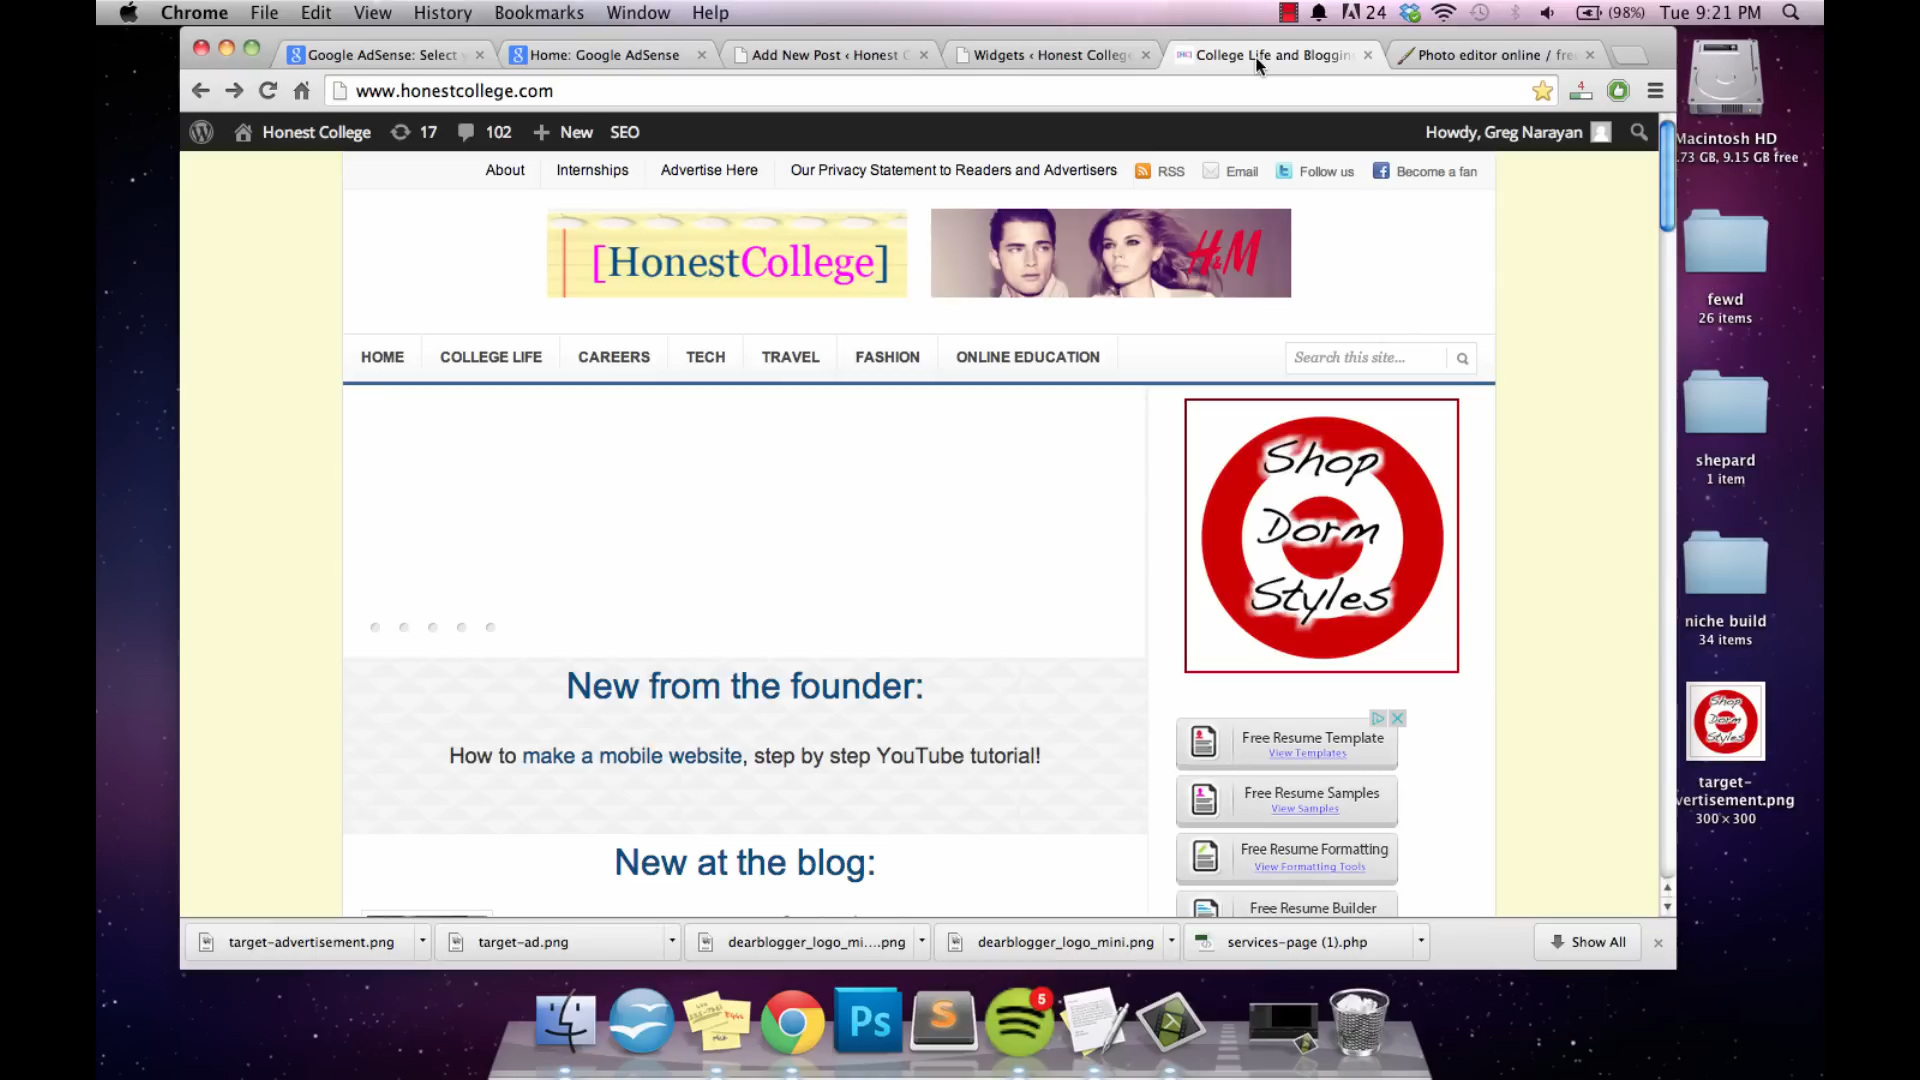 Chrome File Edit View History Bookmarks Window Help 24 (98%) Tue 9:21 PM
Google AdSense: Select Home: Google AdSense Add New Post ‹ Honest Widgets ‹ Honest College College Life and Bloggin Photo editor online / fre
www.honestcollege.com
4
Honest College 17 102 New SEO Howdy, Greg Narayan
About Internships Advertise Here Our Privacy Statement to Readers and Advertisers RSS Email Follow us Become a fan
[HonestCollege]
H&M
HOME COLLEGE LIFE CAREERS TECH TRAVEL FASHION ONLINE EDUCATION Search this site...
Shop
Dorm
Styles
New from the founder:
How to make a mobile website, step by step YouTube tutorial!
New at the blog:
Free Resume Template
View Templates
Free Resume Samples
View Samples
Free Resume Formatting
View Formatting Tools
Free Resume Builder
Macintosh HD
.73 GB, 9.15 GB free
fewd
26 items
shepard
1 item
niche build
34 items
Shop
Dorm
Styles
target-
vertisement.png
300×300
target-advertisement.png target-ad.png dearblogger_logo_mi....png dearblogger_logo_mini.png services-page (1).php Show All
Ps
S
5